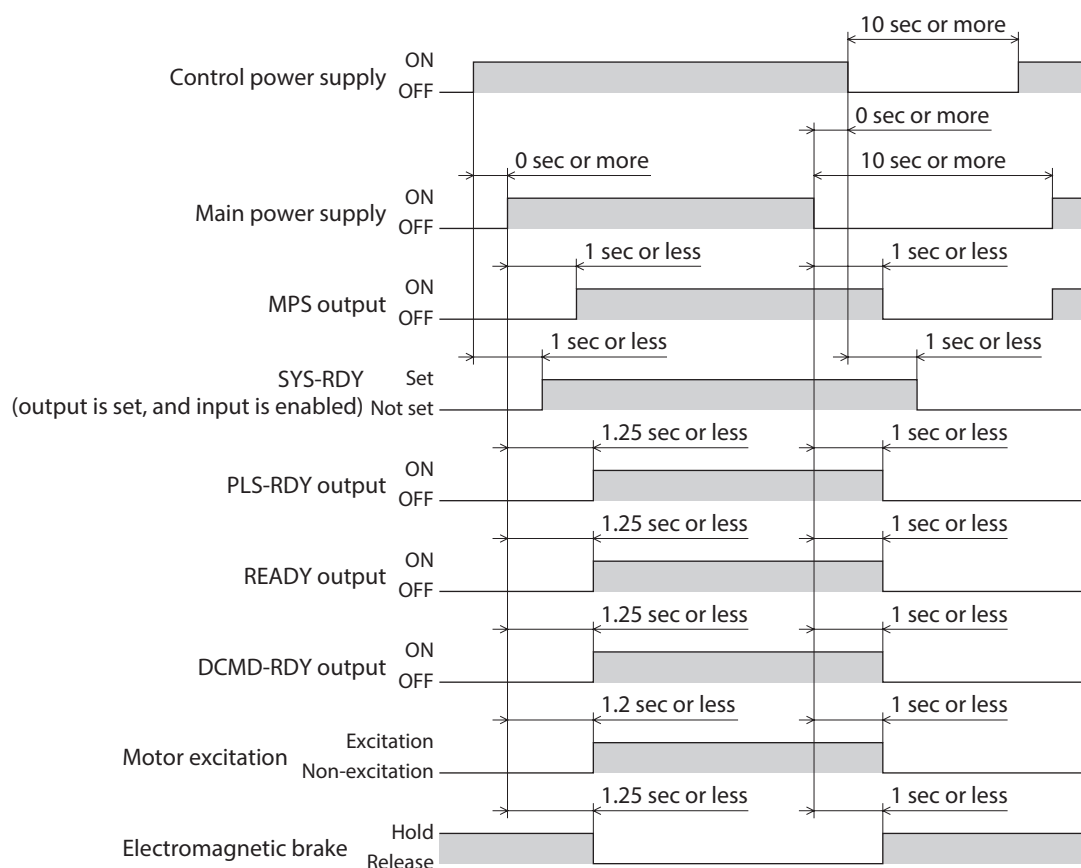 10 sec or more
Control power supply
ON
OFF
0 sec or more
0 sec or more
10 sec or more
Main power supply
ON
OFF
1 sec or less
1 sec or less
MPS output
ON
OFF
1 sec or less
1 sec or less
SYS-RDY
(output is set, and input is enabled)
Set
Not set
1.25 sec or less
1 sec or less
PLS-RDY output
ON
OFF
1.25 sec or less
1 sec or less
READY output
ON
OFF
1.25 sec or less
1 sec or less
DCMD-RDY output
ON
OFF
1.2 sec or less
1 sec or less
Motor excitation
Excitation
Non-excitation
1.25 sec or less
1 sec or less
Electromagnetic brake
Hold
Release